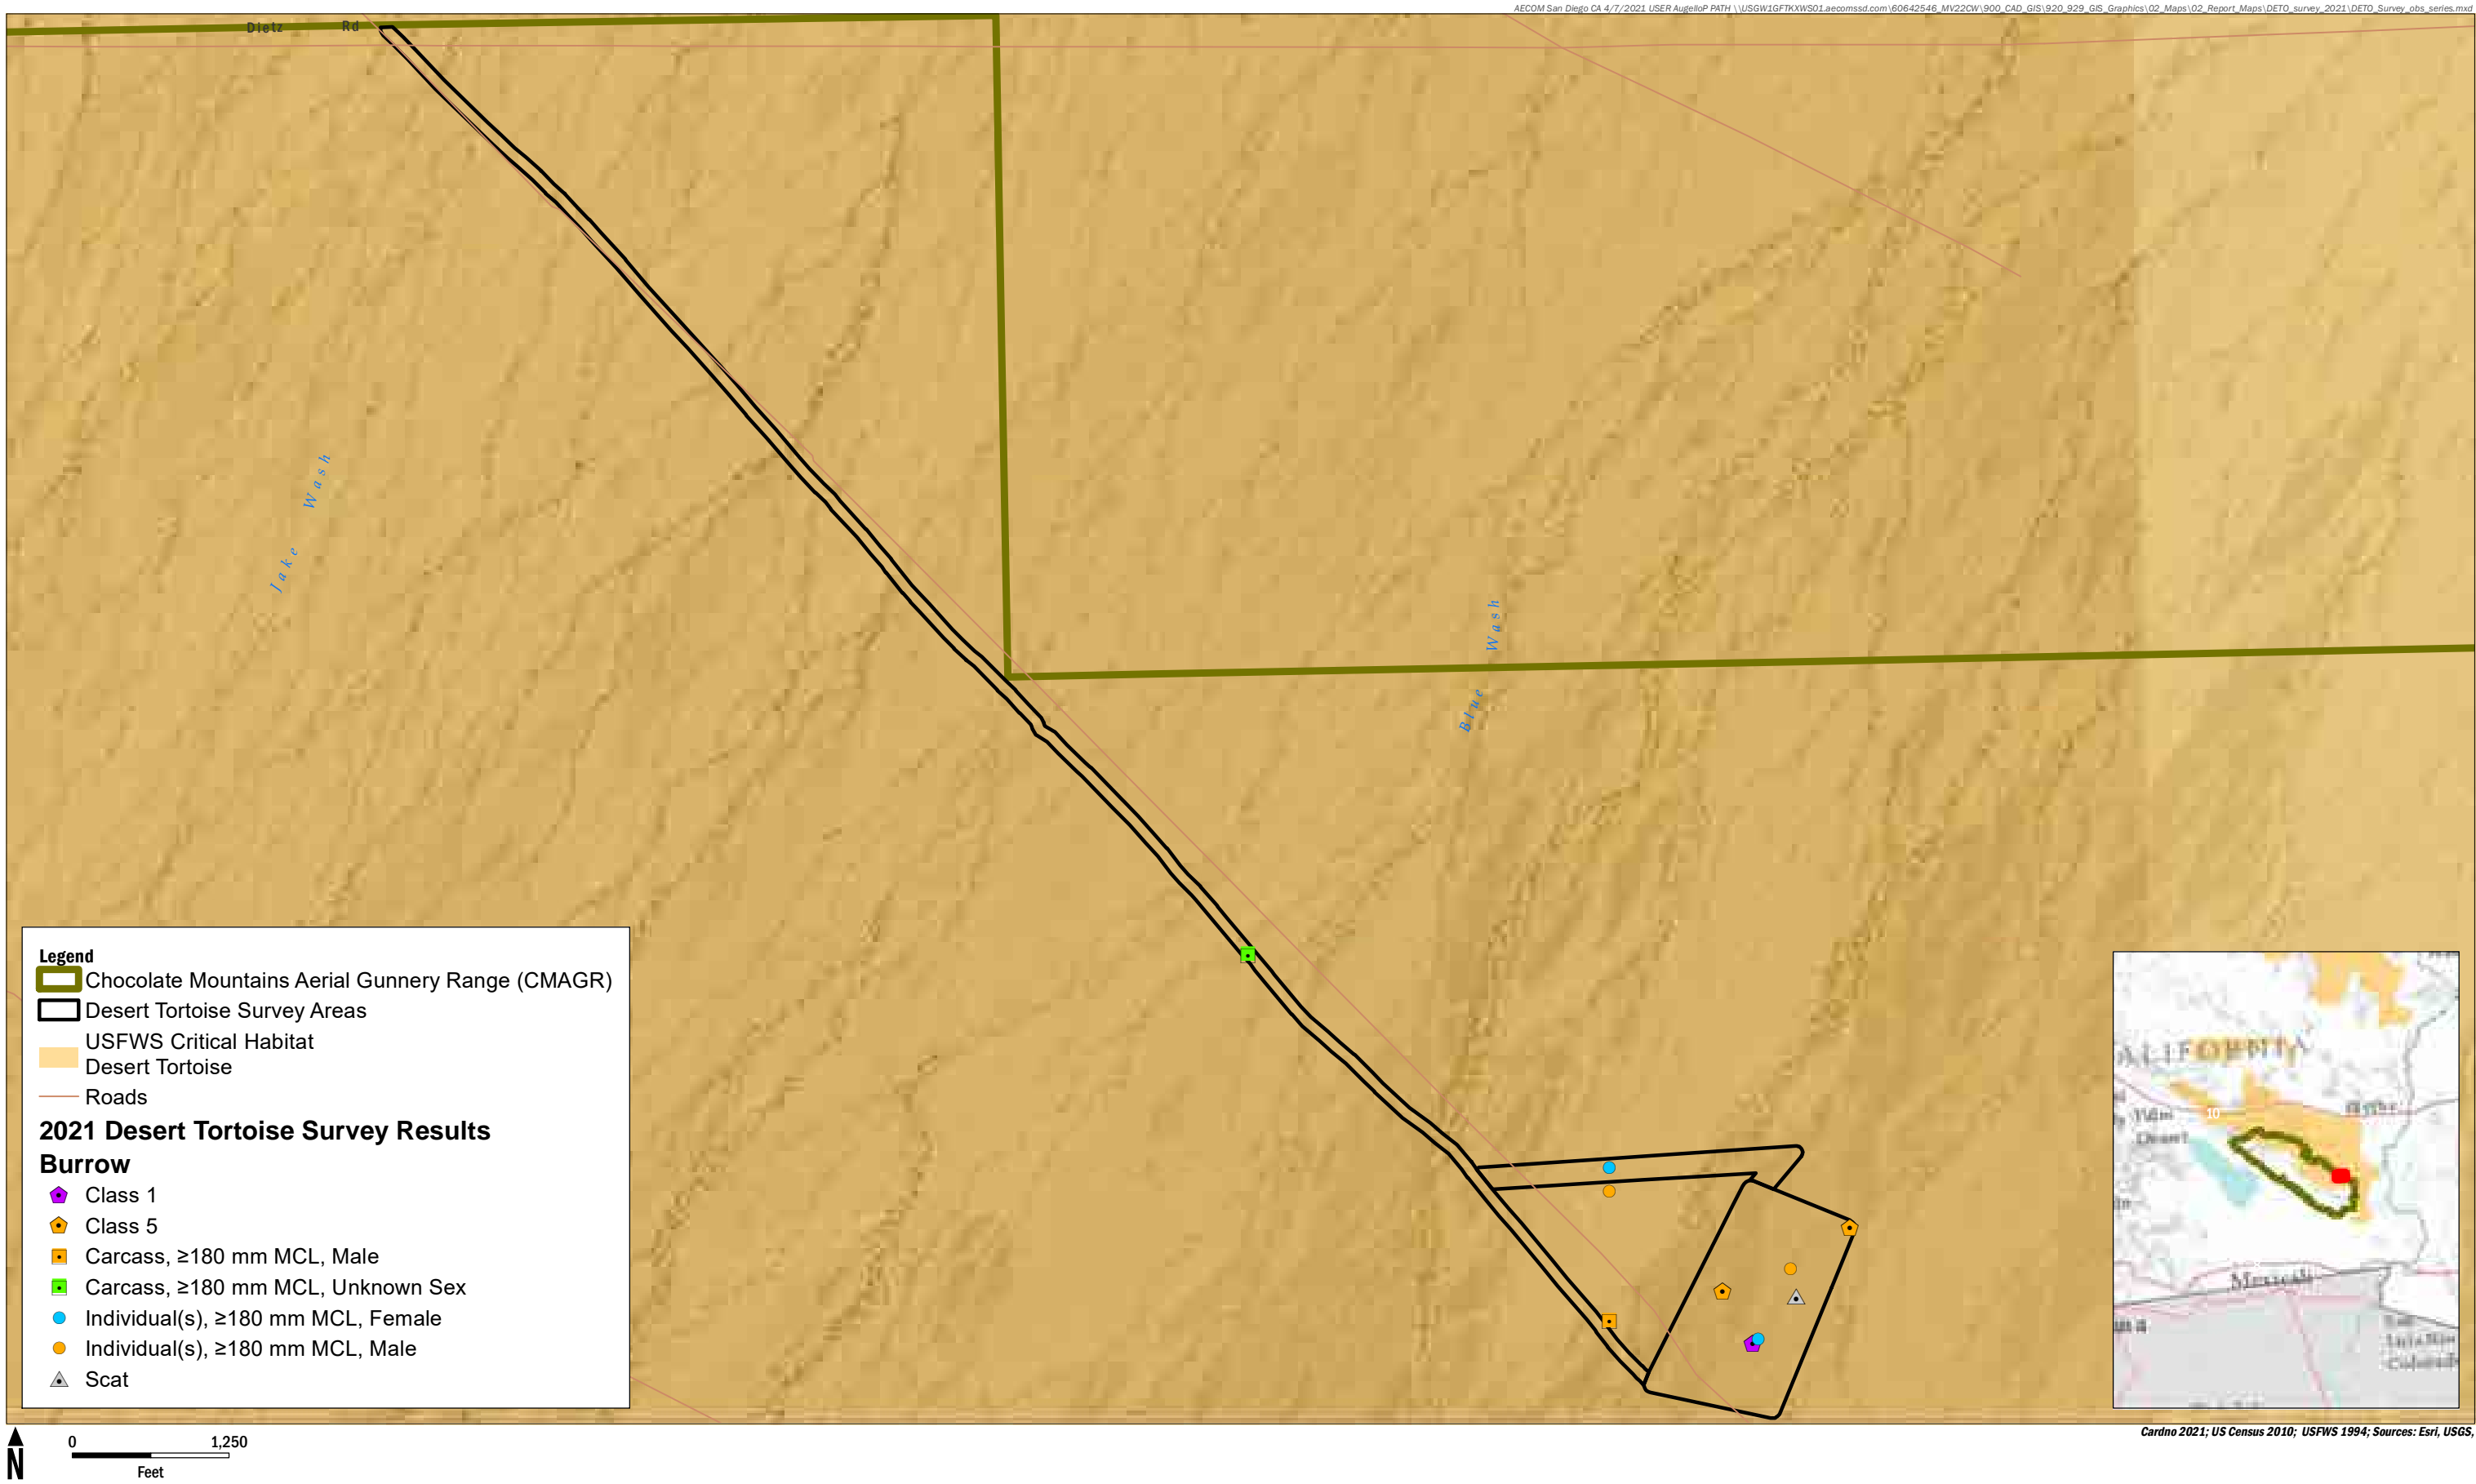 AECOM San Diego CA 4/7/2021 USER AugelloP PATH \\USGW1GFTKXWS01.aecomssd.com\60642546_MV22CW\900_CAD_GIS\920_929_GIS_Graphics\02_Maps\02_Report_Maps\DETO_survey_2021\DETO_Survey_obs_series.mxd
Dietz Rd
Jake Wash
Blue Wash
Legend
Chocolate Mountains Aerial Gunnery Range (CMAGR)
Desert Tortoise Survey Areas
USFWS Critical Habitat
Desert Tortoise
Roads
2021 Desert Tortoise Survey Results
Burrow
Class 1
Class 5
Carcass, ≥180 mm MCL, Male
Carcass, ≥180 mm MCL, Unknown Sex
Individual(s), ≥180 mm MCL, Female
Individual(s), ≥180 mm MCL, Male
Scat
10
Desert
Mexicali
N
0 1,250
Feet
Cardno 2021; US Census 2010; USFWS 1994; Sources: Esri, USGS,